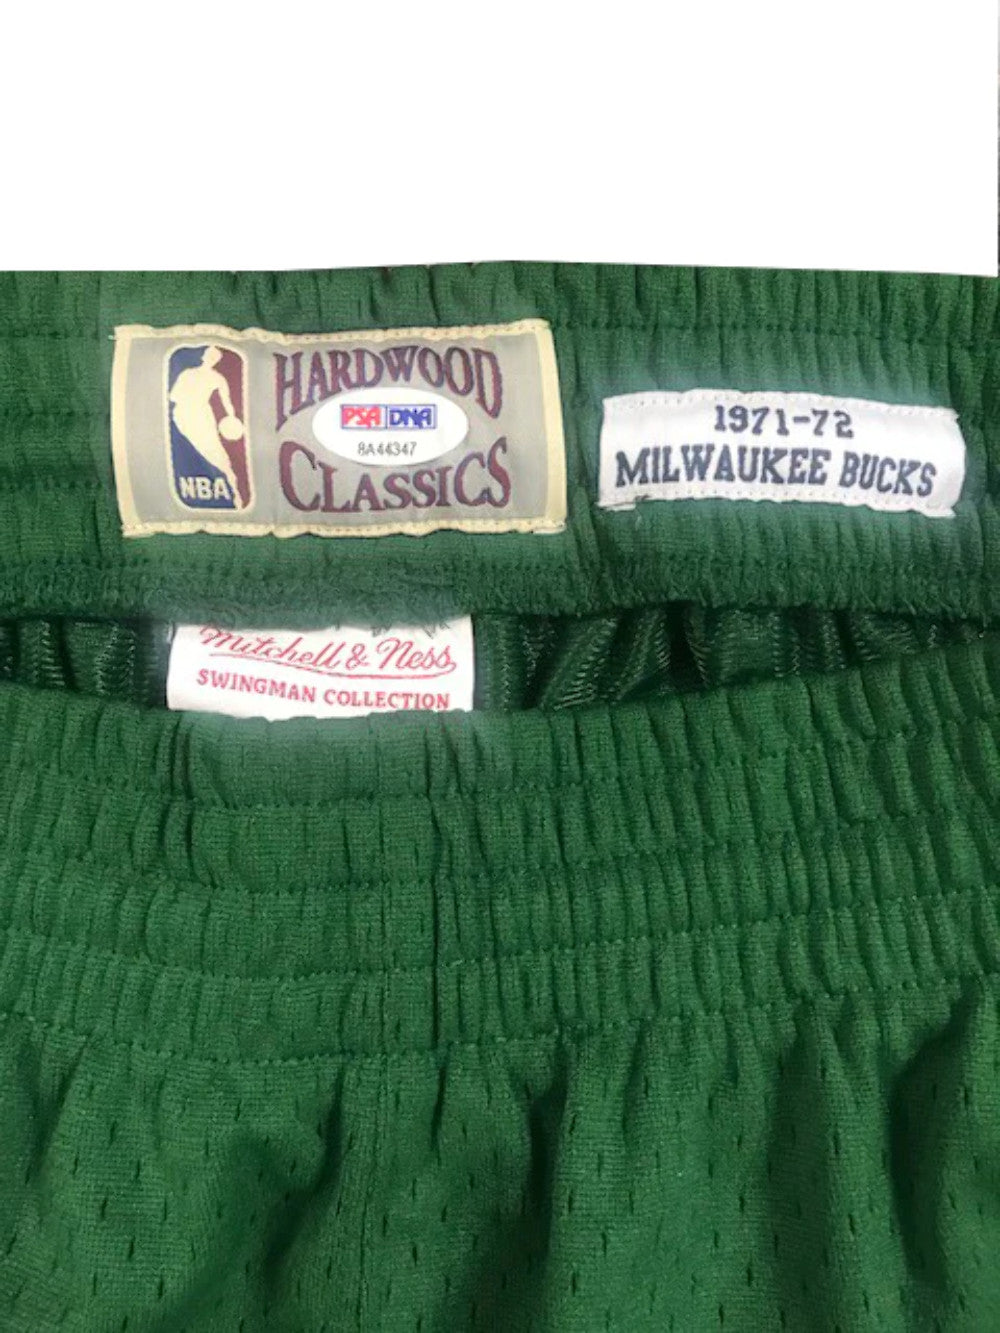 HARDWOOD
PSA DNA
8A44347
CLASSICS
NBA
1971-72
MILWAUKEE BUCKS
Mitchell & Ness
SWINGMAN COLLECTION